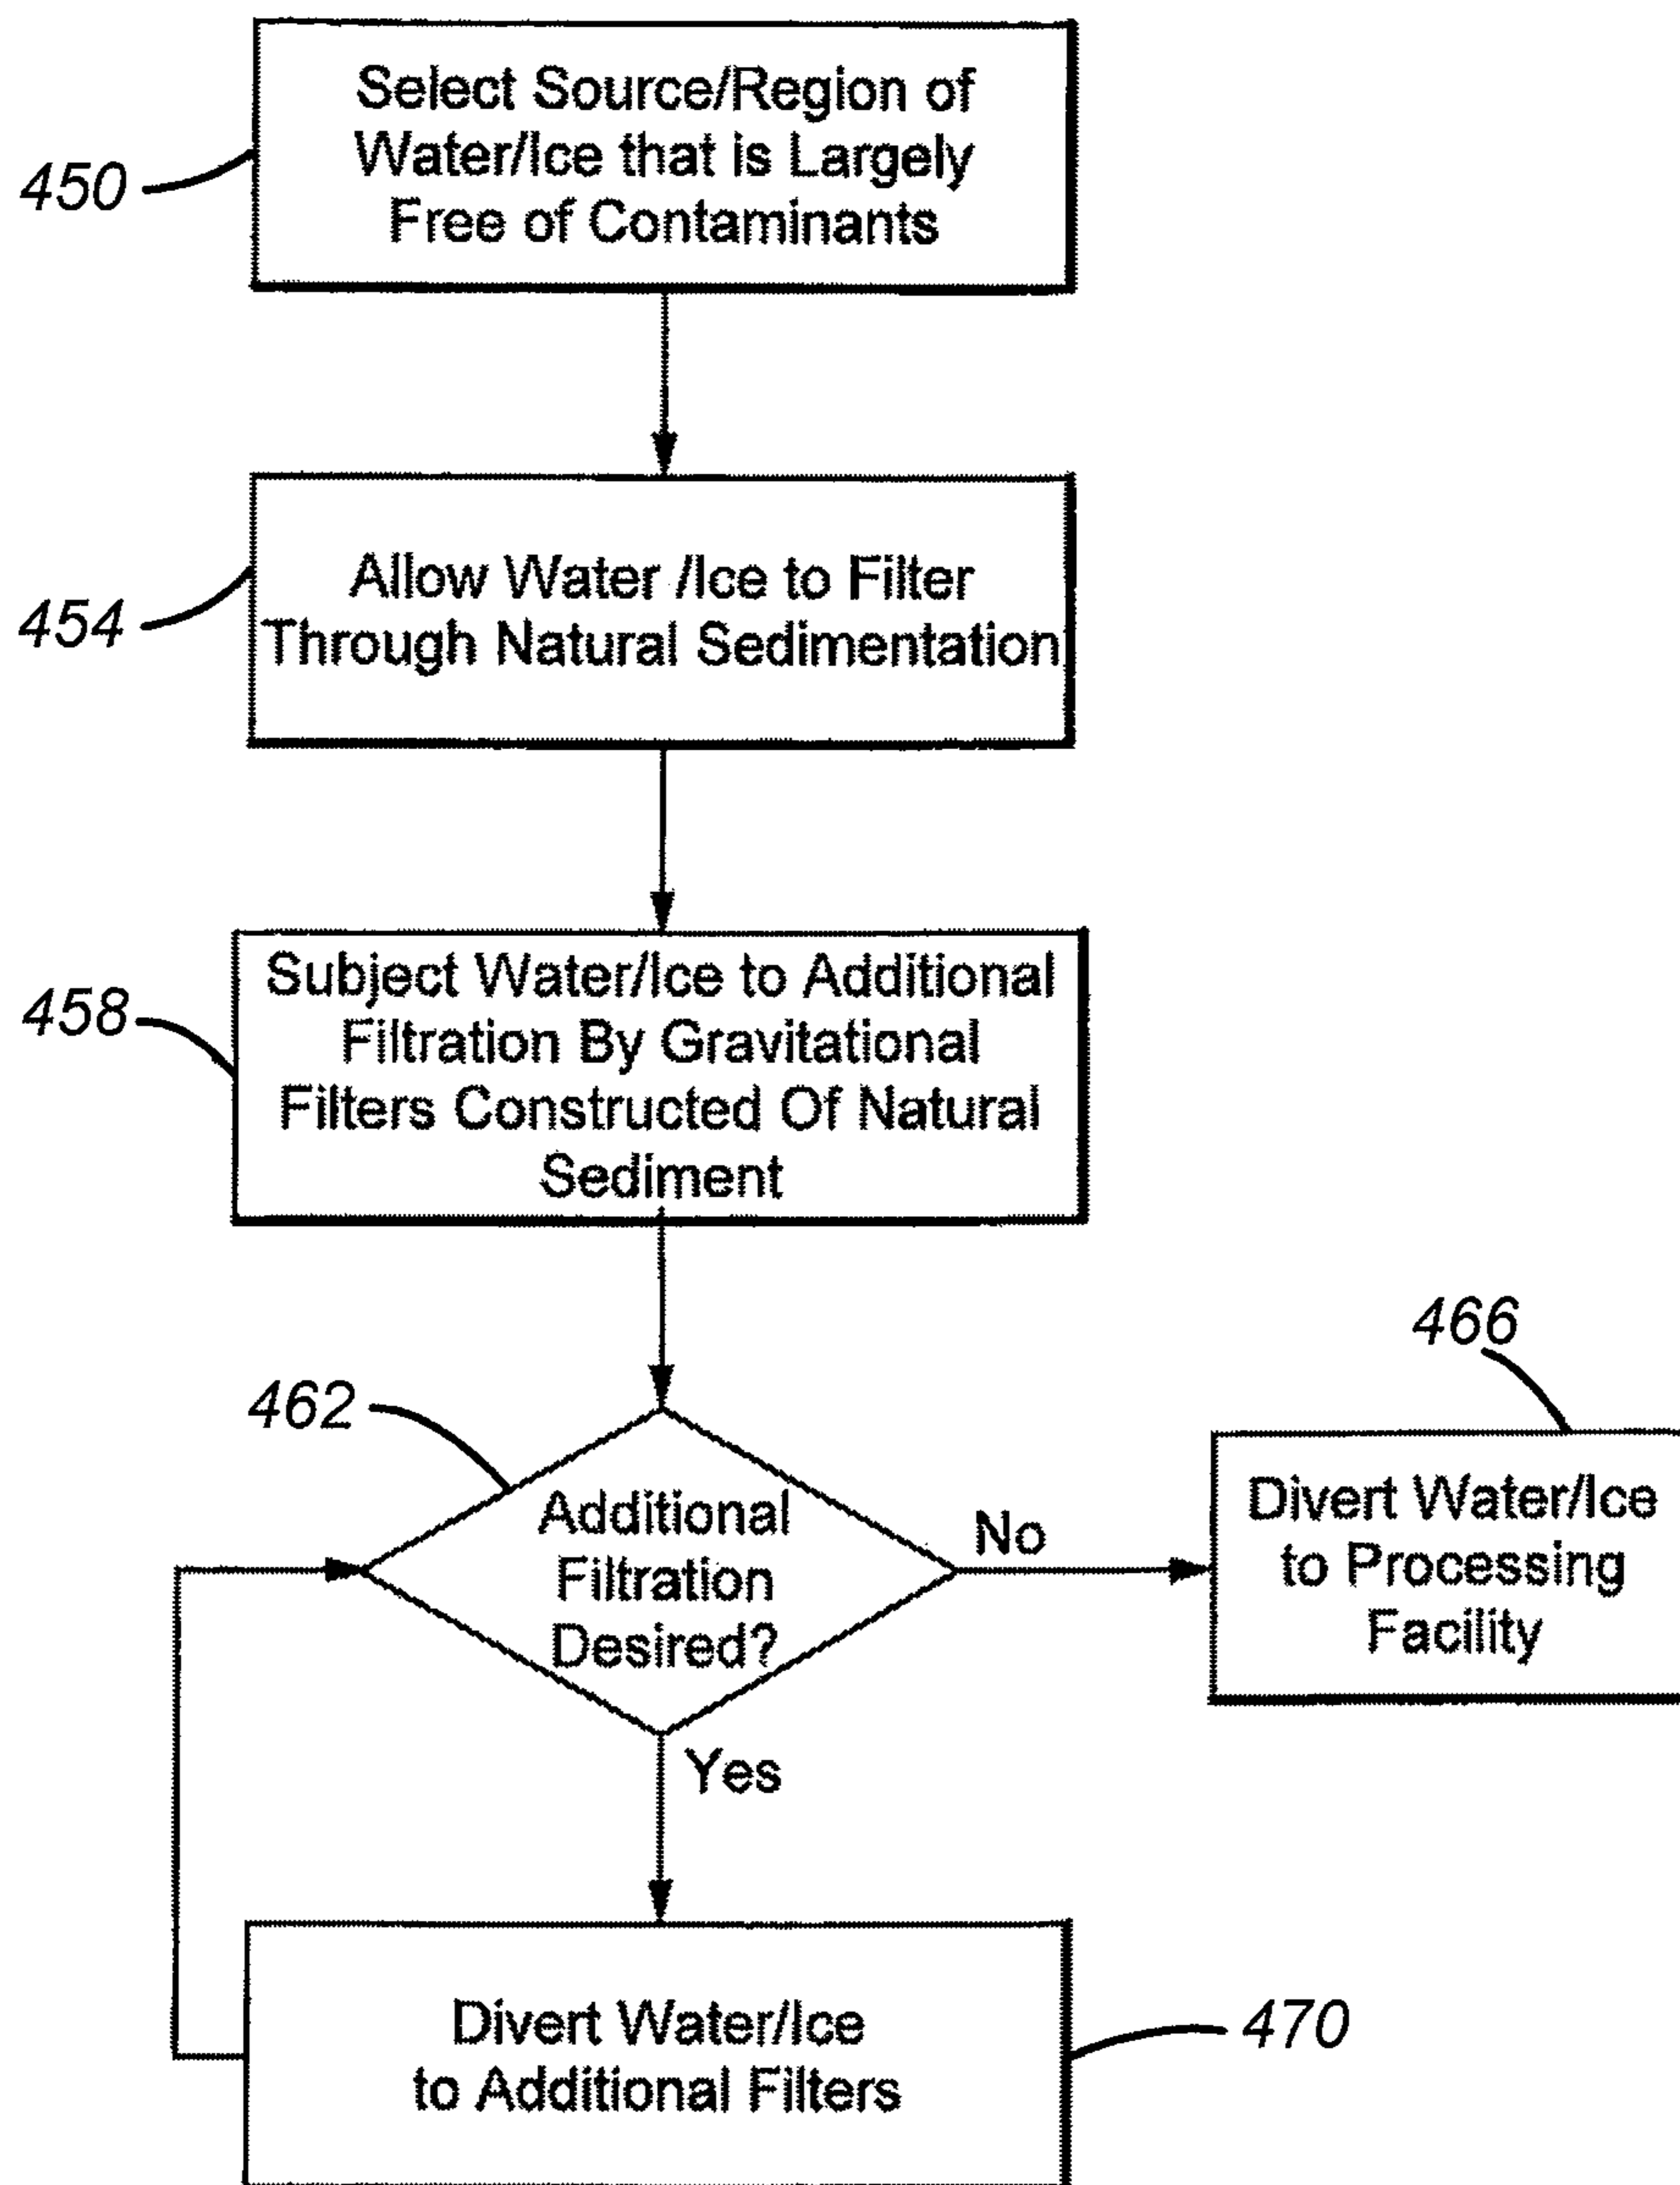 450
Select Source/Region of
Water/Ice that is Largely
Free of Contaminants
454
Allow Water /Ice to Filter
Through Natural Sedimentation
458
Subject Water/Ice to Additional
Filtration By Gravitational
Filters Constructed Of Natural
Sediment
462
Additional
Filtration
Desired?
No
466
Divert Water/Ice
to Processing
Facility
Yes
Divert Water/Ice
to Additional Filters
470